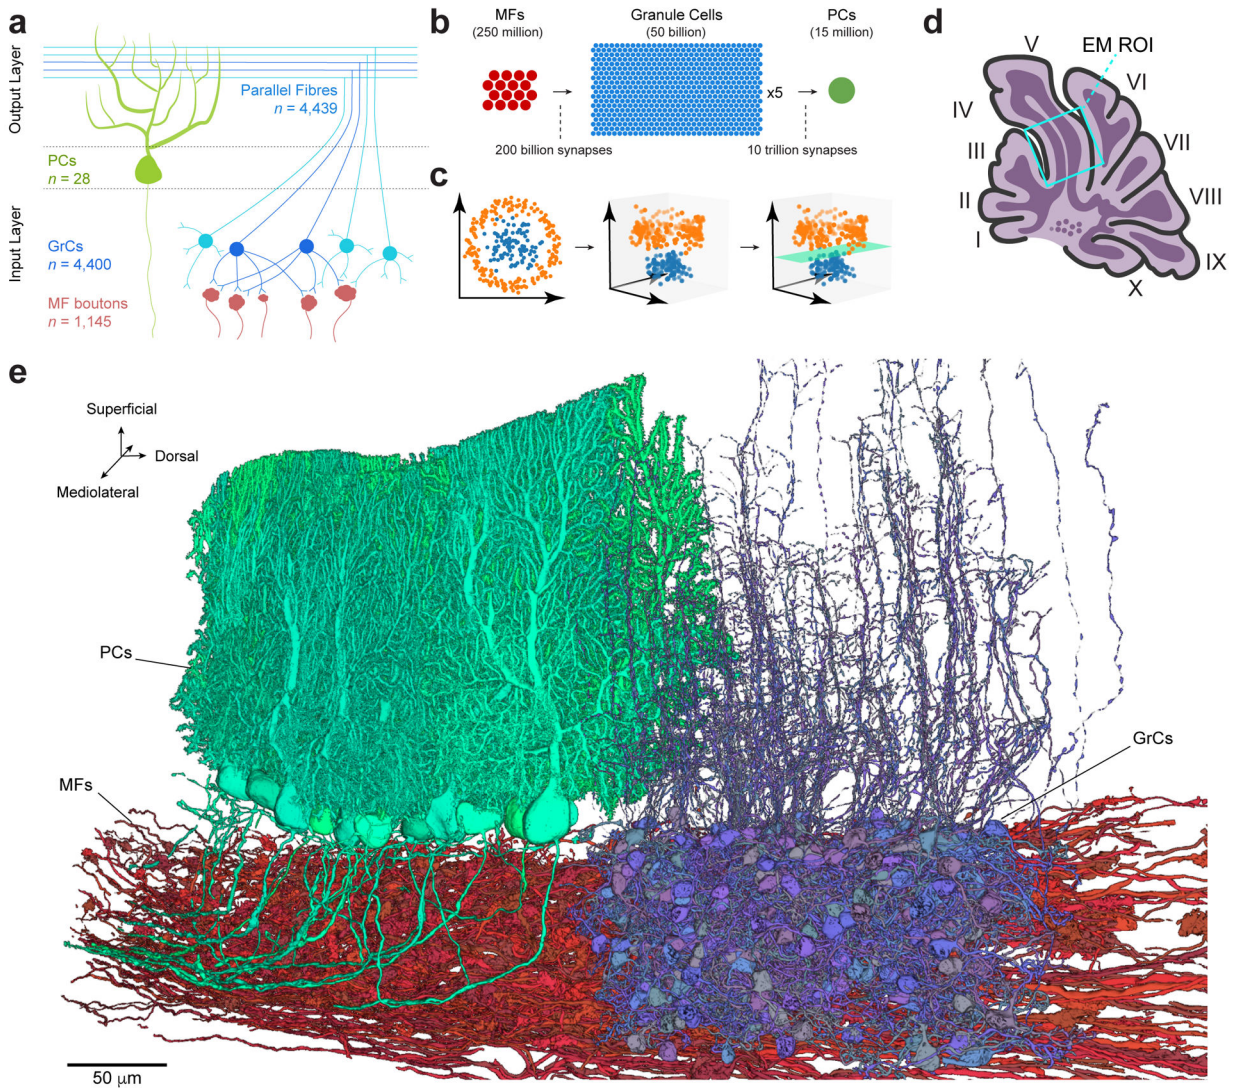 a
Output Layer
Input Layer
Parallel Fibres
n = 4,439
PCs
n = 28
GrCs
n = 4,400
MF boutons
n = 1,145
b
MFs
(250 million)
Granule Cells
(50 billion)
PCs
(15 million)
x5
200 billion synapses
10 trillion synapses
c
d
V
EM ROI
VI
IV
III
VII
II
VIII
I
IX
X
e
Superficial
Dorsal
Mediolateral
PCs
GrCs
MFs
50 μm